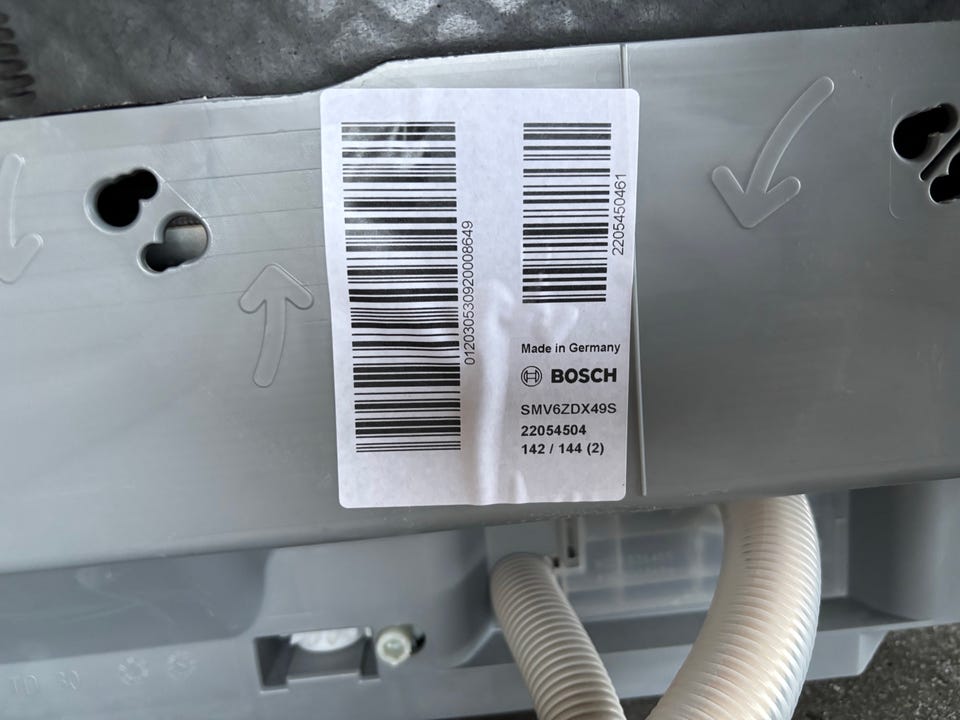 012030530920008649
2205450461
Made in Germany
BOSCH
SMV6ZDX49S
22054504
142 / 144 (2)